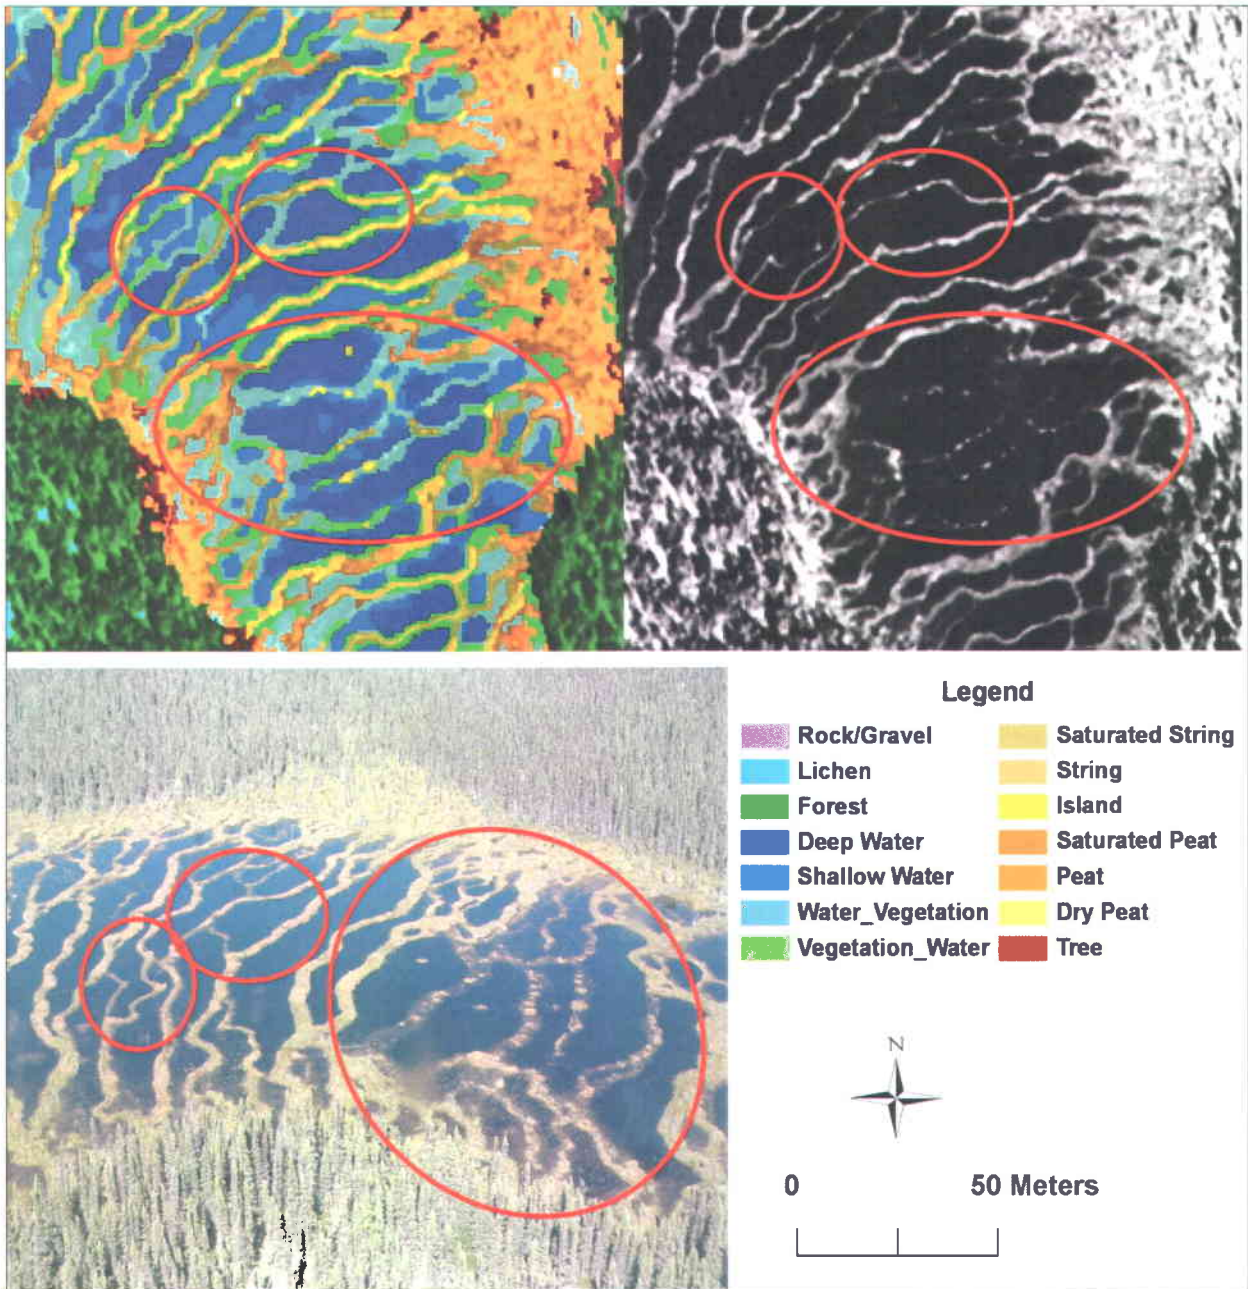 Legend
Rock/Gravel
Lichen
Forest
Deep Water
Shallow Water
Water_Vegetation
Vegetation_Water
Saturated String
String
Island
Saturated Peat
Peat
Dry Peat
Tree
N
0 50 Meters